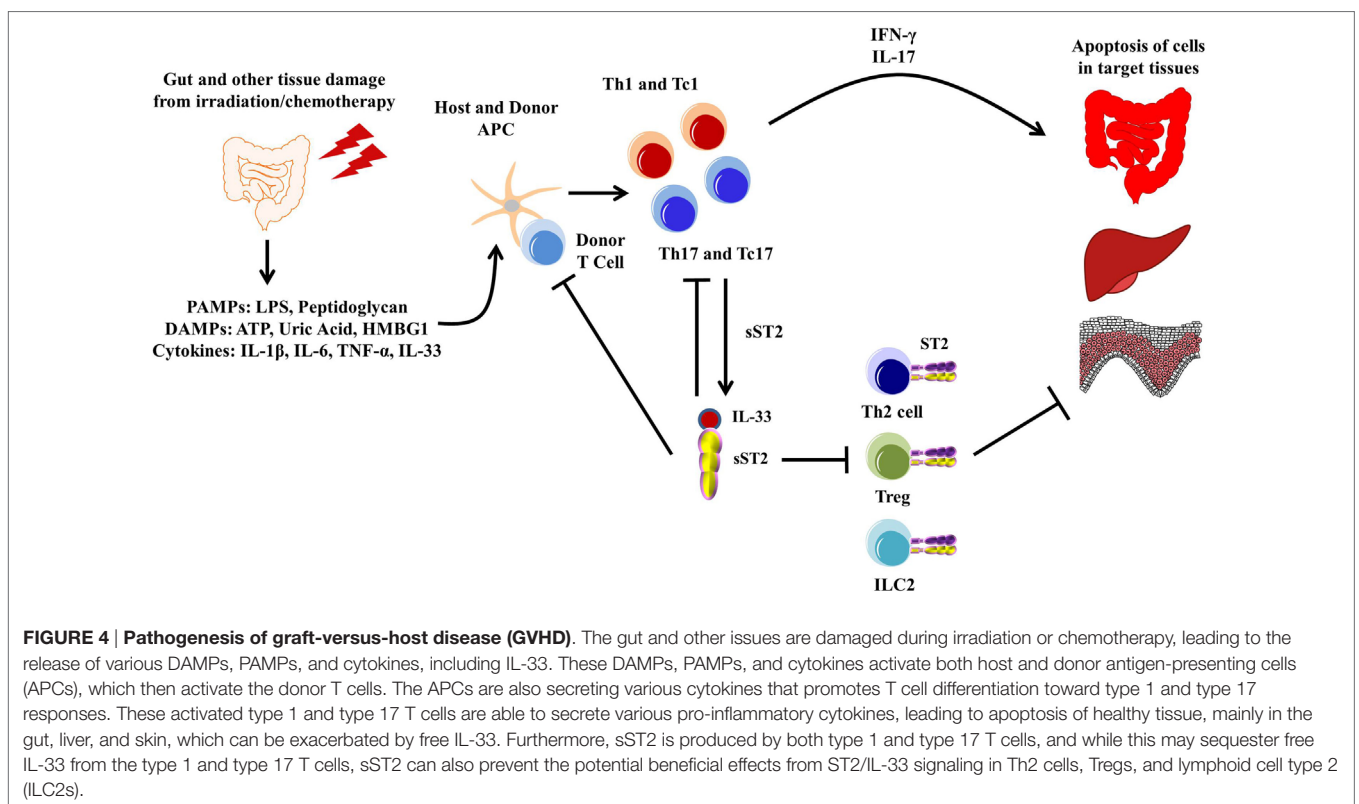 Gut and other tissue damage
from irradiation/chemotherapy
Host and Donor
APC
Th1 and Tc1
IFN-γ
IL-17
Apoptosis of cells
in target tissues
Donor
T Cell
Th17 and Tc17
PAMPs: LPS, Peptidoglycan
DAMPs: ATP, Uric Acid, HMBG1
Cytokines: IL-1β, IL-6, TNF-α, IL-33
sST2
ST2
Th2 cell
IL-33
sST2
Treg
ILC2
FIGURE 4 | Pathogenesis of graft-versus-host disease (GVHD). The gut and other issues are damaged during irradiation or chemotherapy, leading to the
release of various DAMPs, PAMPs, and cytokines, including IL-33. These DAMPs, PAMPs, and cytokines activate both host and donor antigen-presenting cells
(APCs), which then activate the donor T cells. The APCs are also secreting various cytokines that promotes T cell differentiation toward type 1 and type 17
responses. These activated type 1 and type 17 T cells are able to secrete various pro-inflammatory cytokines, leading to apoptosis of healthy tissue, mainly in the
gut, liver, and skin, which can be exacerbated by free IL-33. Furthermore, sST2 is produced by both type 1 and type 17 T cells, and while this may sequester free
IL-33 from the type 1 and type 17 T cells, sST2 can also prevent the potential beneficial effects from ST2/IL-33 signaling in Th2 cells, Tregs, and lymphoid cell type 2
(ILC2s).